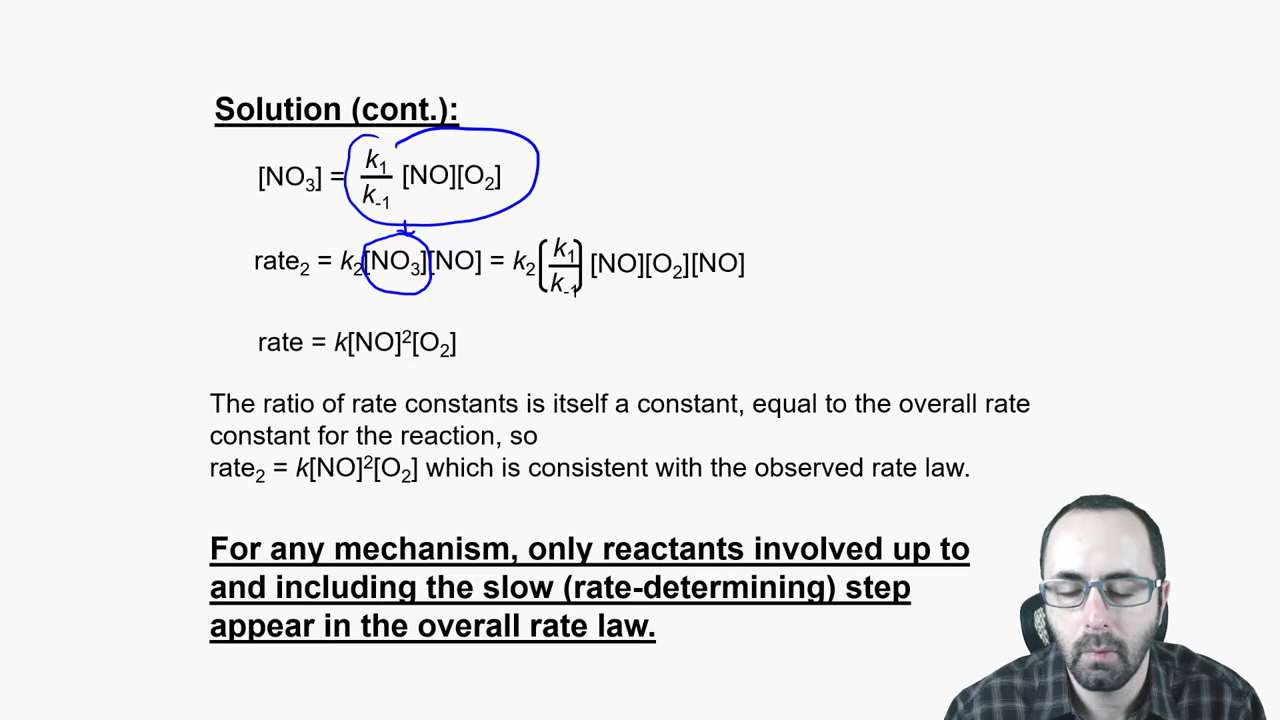 Solution (cont.):
[NO₃] = k₁/k₋₁ [NO][O₂]
rate₂ = k₂[NO₃][NO] = k₂(k₁/k₋₁) [NO][O₂][NO]
rate = k[NO]²[O₂]
The ratio of rate constants is itself a constant, equal to the overall rate
constant for the reaction, so
rate₂ = k[NO]²[O₂] which is consistent with the observed rate law.
For any mechanism, only reactants involved up to
and including the slow (rate-determining) step
appear in the overall rate law.